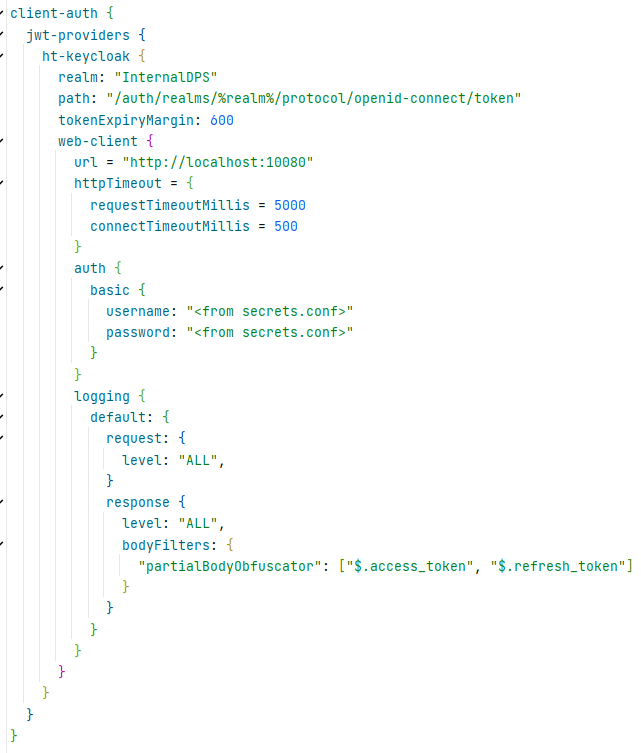 client-auth {
jwt-providers {
ht-keycloak {
realm: "InternalDPS"
path: "/auth/realms/%realm%/protocol/openid-connect/token"
tokenExpiryMargin: 600
web-client {
url = "http://localhost:10080"
httpTimeout = {
requestTimeoutMillis = 5000
connectTimeoutMillis = 500
}
auth {
basic {
username: "<from secrets.conf>"
password: "<from secrets.conf>"
}
}
logging {
default: {
request: {
level: "ALL",
}
response {
level: "ALL",
bodyFilters: {
"partialBodyObfuscator": ["$.access_token", "$.refresh_token"]
}
}
}
}
}
}
}
}